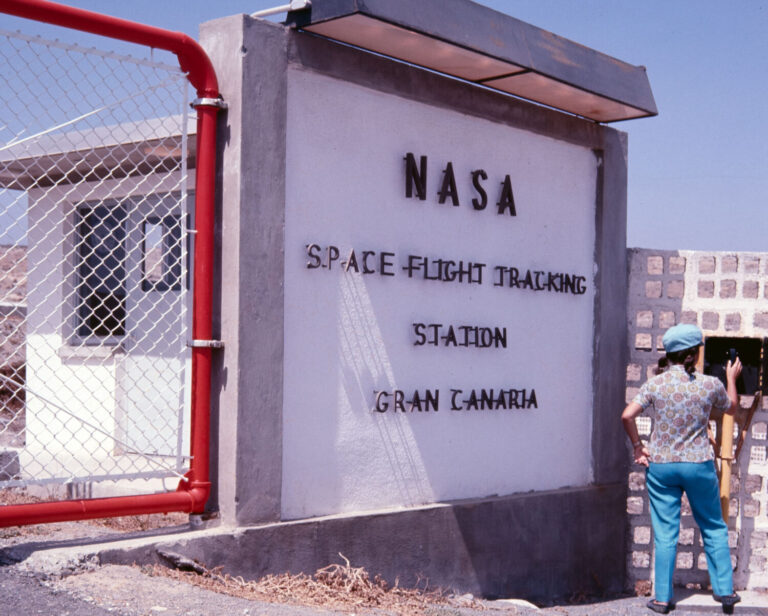 NASA
SPACE FLIGHT TRACKING
STATION
GRAN CANARIA